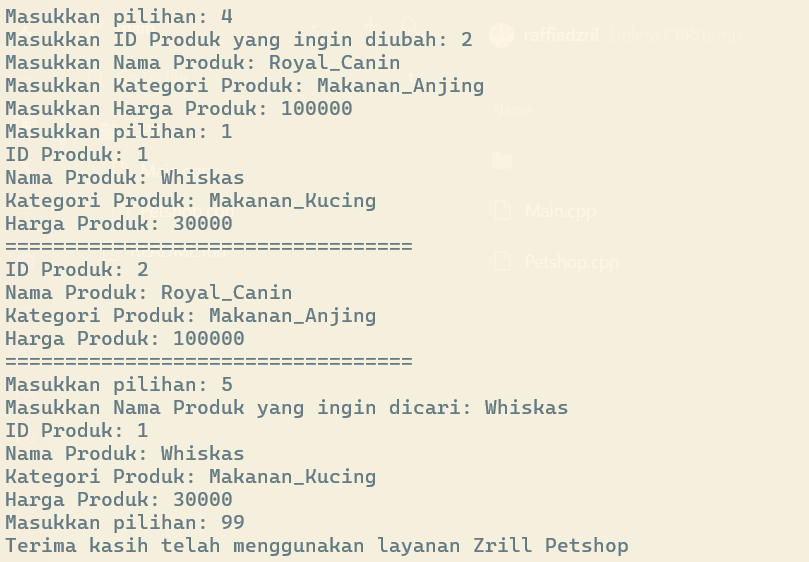 Masukkan pilihan: 4
Masukkan ID Produk yang ingin diubah: 2
Masukkan Nama Produk: Royal_Canin
Masukkan Kategori Produk: Makanan_Anjing
Masukkan Harga Produk: 100000
Masukkan pilihan: 1
ID Produk: 1
Nama Produk: Whiskas
Kategori Produk: Makanan_Kucing
Harga Produk: 30000
==================================
ID Produk: 2
Nama Produk: Royal_Canin
Kategori Produk: Makanan_Anjing
Harga Produk: 100000
==================================
Masukkan pilihan: 5
Masukkan Nama Produk yang ingin dicari: Whiskas
ID Produk: 1
Nama Produk: Whiskas
Kategori Produk: Makanan_Kucing
Harga Produk: 30000
Masukkan pilihan: 99
Terima kasih telah menggunakan layanan Zrill Petshop
raffiadzril
Name
Main.cpp
Petshop.cpp